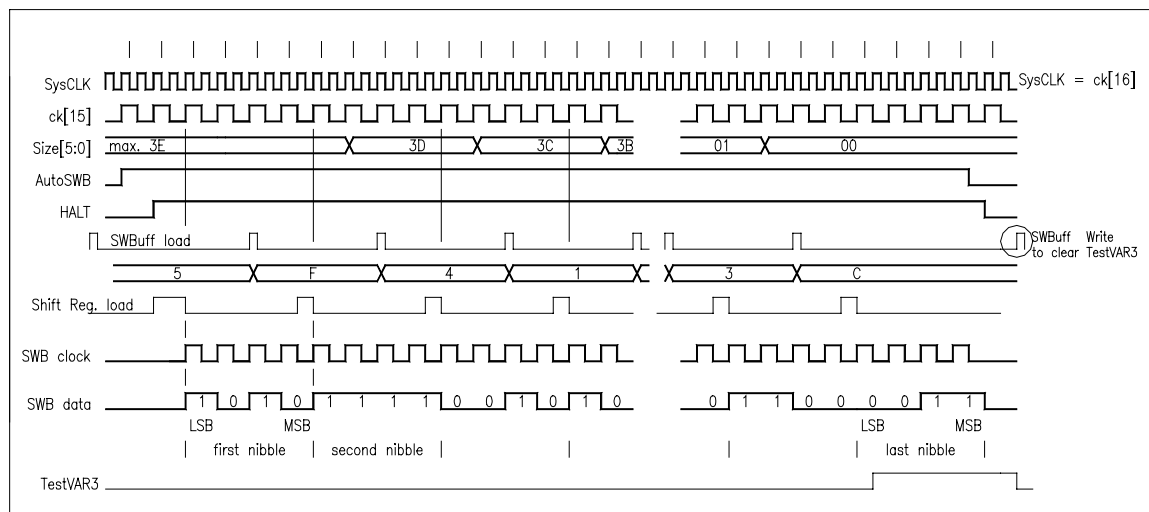 SysCLK
SysCLK = ck[16]
ck[15]
Size[5:0]
max. 3E 3D 3C 3B 01 00
AutoSWB
HALT
SWBuff load
SWBuff Write
to clear TestVAR3
5 F 4 1 3 C
Shift Reg. load
SWB clock
SWB data
1 0 1 0 1 1 1 1 0 0 1 0 1 0 0 1 1 0 0 0 0 1 1
LSB MSB LSB MSB
first nibble second nibble last nibble
TestVAR3